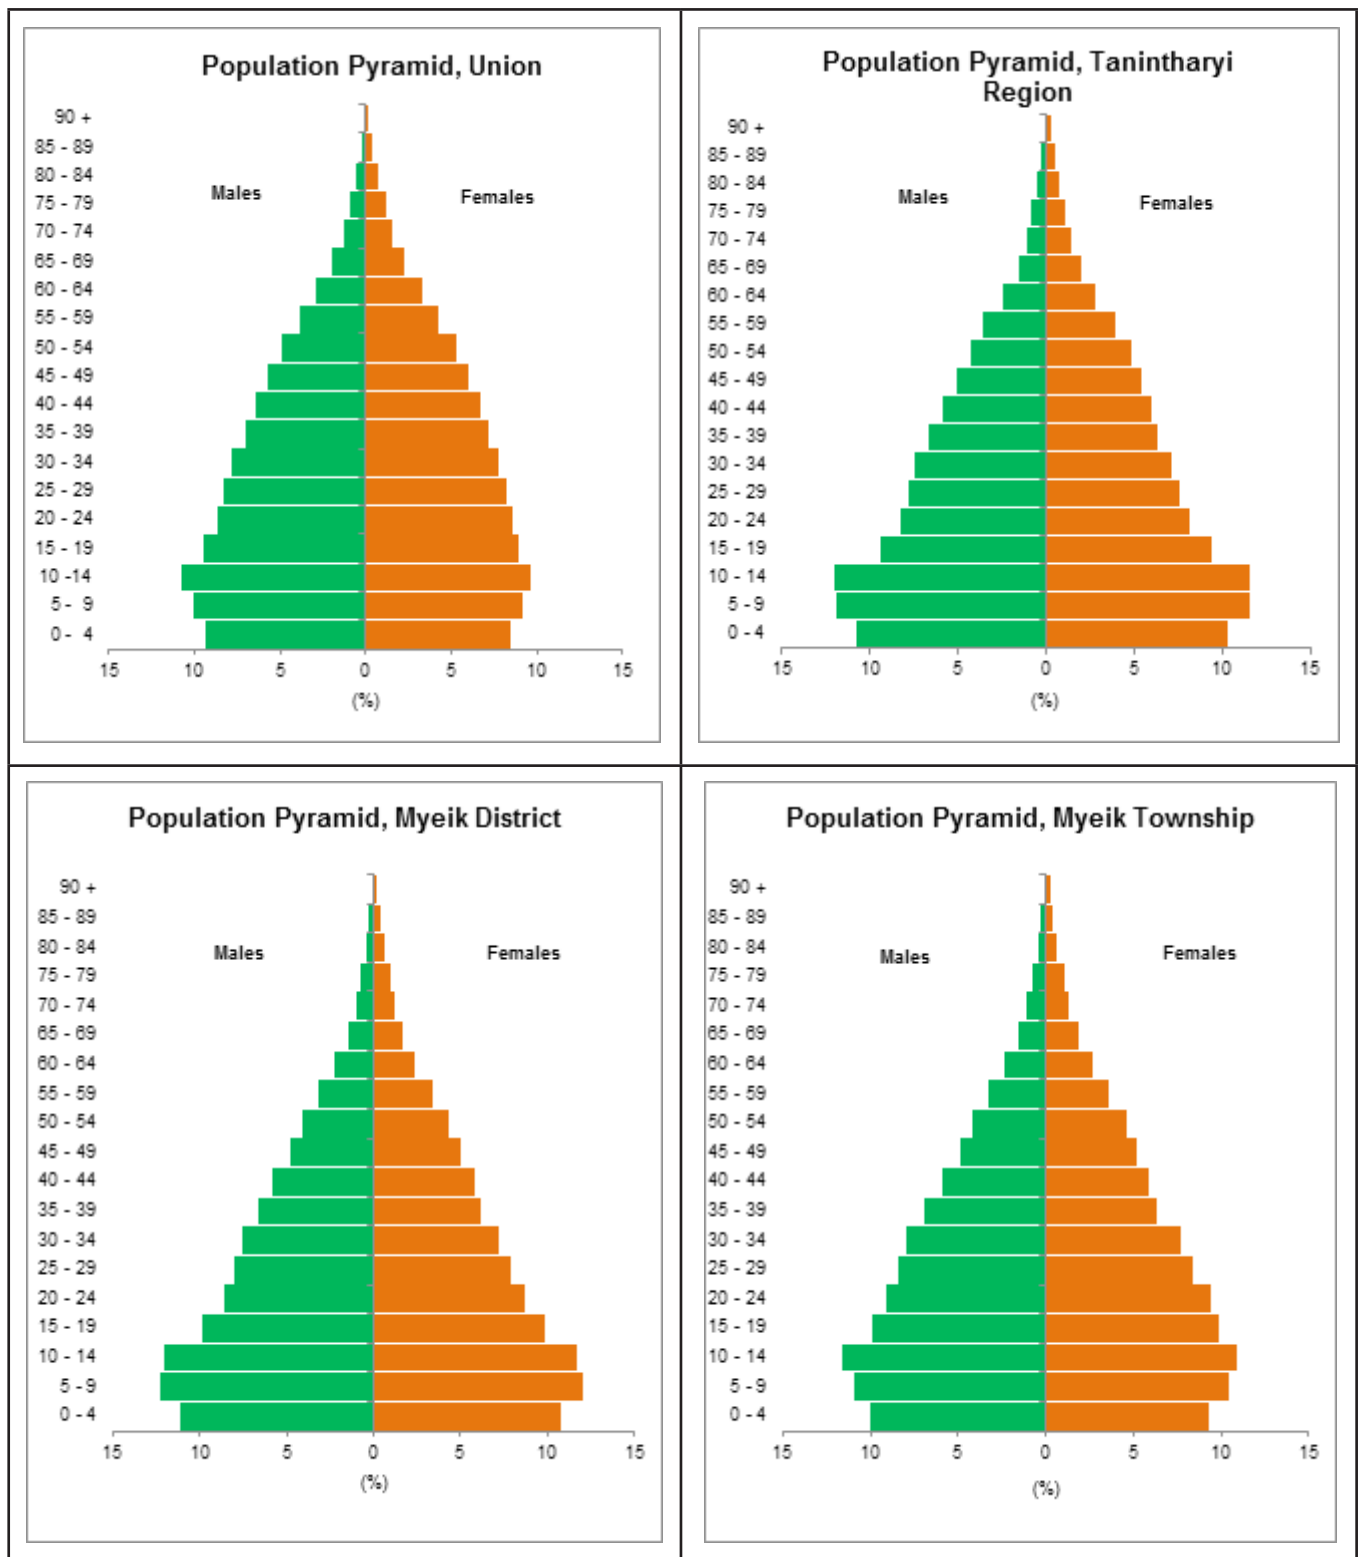 Population Pyramid, Union
90 +
85 - 89
80 - 84
75 - 79
70 - 74
65 - 69
60 - 64
55 - 59
50 - 54
45 - 49
40 - 44
35 - 39
30 - 34
25 - 29
20 - 24
15 - 19
10 -14
5 - 9
0 - 4
Males
Females
15 10 5 0 5 10 15
(%)
Population Pyramid, Tanintharyi
Region
90 +
85 - 89
80 - 84
75 - 79
70 - 74
65 - 69
60 - 64
55 - 59
50 - 54
45 - 49
40 - 44
35 - 39
30 - 34
25 - 29
20 - 24
15 - 19
10 - 14
5 - 9
0 - 4
Males
Females
15 10 5 0 5 10 15
(%)
Population Pyramid, Myeik District
90 +
85 - 89
80 - 84
75 - 79
70 - 74
65 - 69
60 - 64
55 - 59
50 - 54
45 - 49
40 - 44
35 - 39
30 - 34
25 - 29
20 - 24
15 - 19
10 - 14
5 - 9
0 - 4
Males
Females
15 10 5 0 5 10 15
(%)
Population Pyramid, Myeik Township
90 +
85 - 89
80 - 84
75 - 79
70 - 74
65 - 69
60 - 64
55 - 59
50 - 54
45 - 49
40 - 44
35 - 39
30 - 34
25 - 29
20 - 24
15 - 19
10 - 14
5 - 9
0 - 4
Males
Females
15 10 5 0 5 10 15
(%)